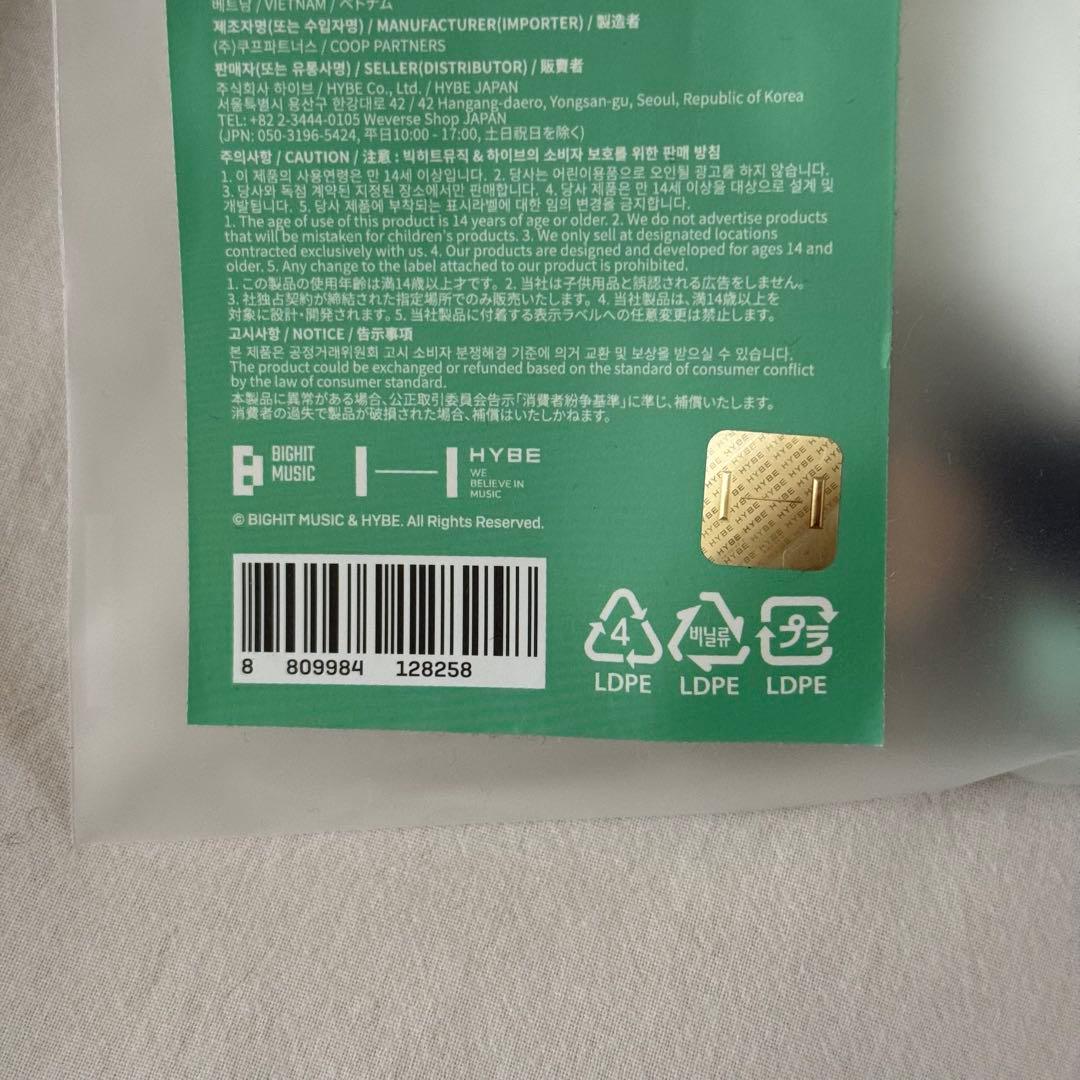 베트남 / VIETNAM / ベトナム
제조자명(또는 수입자명) / MANUFACTURER(IMPORTER) / 製造者
(주)쿠프파트너스 / COOP PARTNERS
판매자(또는 유통사명) / SELLER(DISTRIBUTOR) / 販賣者
주식회사 하이브 / HYBE Co., Ltd. / HYBE JAPAN
서울특별시 용산구 한강대로 42 / 42 Hangang-daero, Yongsan-gu, Seoul, Republic of Korea
TEL: +82 2-3444-0105 Weverse Shop JAPAN
(JPN: 050-3196-5424, 平日10:00 - 17:00, 土日祝日を除く)
주의사항 / CAUTION / 注意 : 빅히트뮤직 & 하이브의 소비자 보호를 위한 판매 방침
1. 이 제품의 사용연령은 만 14세 이상입니다. 2. 당사는 어린이용품으로 오인될 광고를 하지 않습니다.
3. 당사와 독점 계약된 지정된 장소에서만 판매합니다. 4. 당사 제품은 만 14세 이상을 대상으로 설계 및
개발됩니다. 5. 당사 제품에 부착되는 표시라벨에 대한 임의 변경을 금지합니다.
1. The age of use of this product is 14 years of age or older. 2. We do not advertise products
that will be mistaken for children's products. 3. We only sell at designated locations
contracted exclusively with us. 4. Our products are designed and developed for ages 14 and
older. 5. Any change to the label attached to our product is prohibited.
1. この製品の使用年齢は満14歳以上才です。2. 当社は子供用品と誤認される広告をしません。
3. 社独占契約が締結された指定場所でのみ販売いたします。4. 当社製品は、満14歳以上を
対象に設計・開発されます。5. 当社製品に付着する表示ラベルへの任意変更は禁止します。
고시사항 / NOTICE / 告示事項
본 제품은 공정거래위원회 고시 소비자 분쟁해결 기준에 의거 교환 및 보상을 받으실 수 있습니다.
The product could be exchanged or refunded based on the standard of consumer conflict
by the law of consumer standard.
本製品に異常がある場合、公正取引委員会告示「消費者紛争基準」に準じ、補償いたします。
消費者の過失で製品が破損された場合、補償はいたしかねます。
BIGHIT
MUSIC
HYBE
WE
BELIEVE IN
MUSIC
© BIGHIT MUSIC & HYBE. All Rights Reserved.
HYBE HYBE HYBE HYBE
8 809984 128258
4
LDPE
비닐류
LDPE
プラ
LDPE